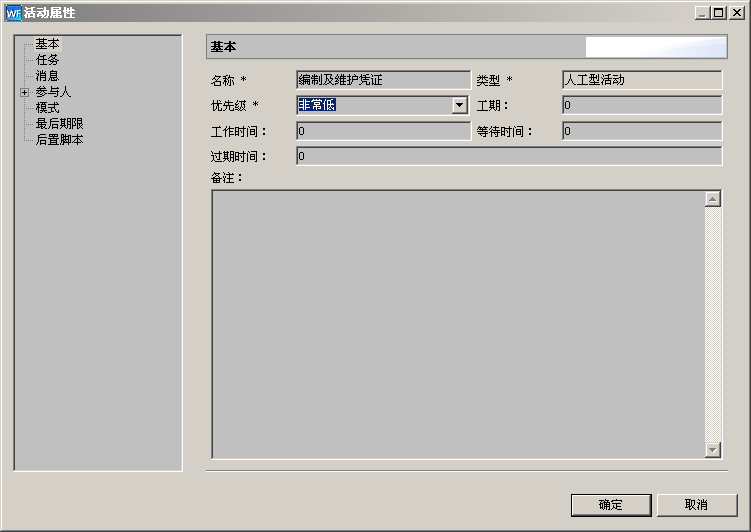 WF 活动属性
基本
任务
消息
参与人
模式
最后期限
后置脚本
基本
名称 * 编制及维护凭证 类型 * 人工型活动
优先级 * 非常低 工期： 0
工作时间： 0 等待时间： 0
过期时间： 0
备注：
确定 取消